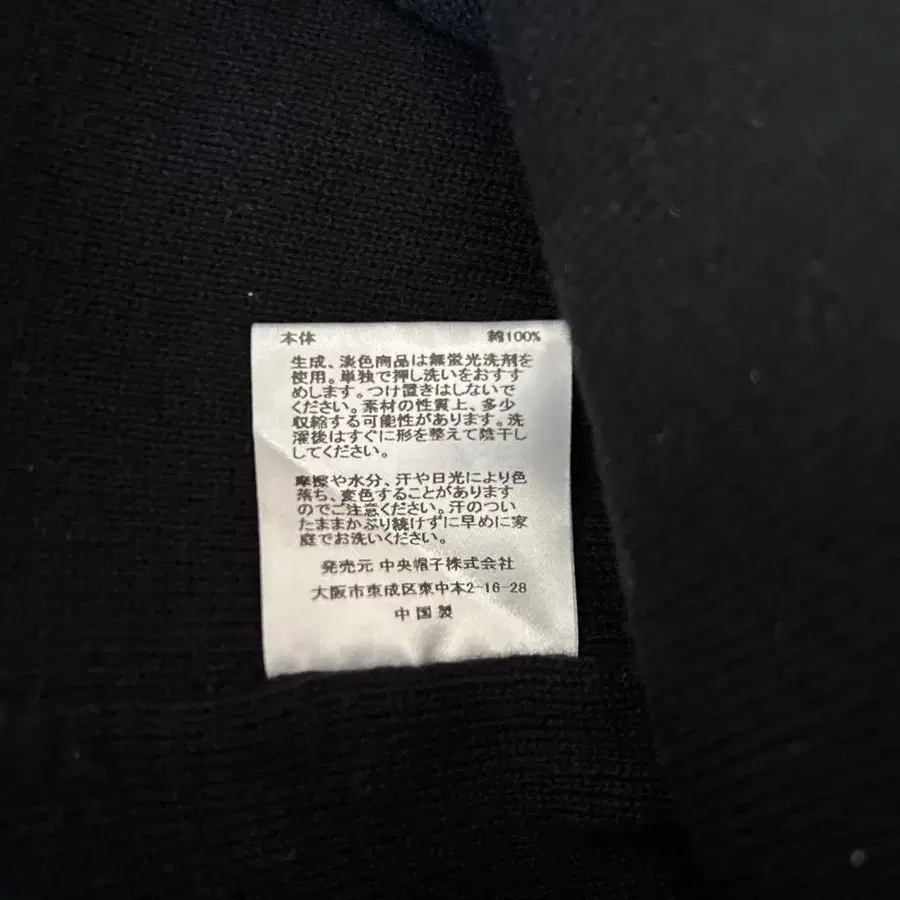 本体 綿100%
生成、淡色商品は無蛍光洗剤を
使用。単独で押し洗いをおすす
めします。つけ置きはしないで
ください。素材の性質上、多少
収縮する可能性があります。洗
濯後はすぐに形を整えて陰干し
してください。
摩擦や水分、汗や日光により色
落ち、変色することがあります
のでご注意ください。汗のつい
たままかぶり続けずに早めに家
庭でお洗いください。
発売元 中央帽子株式会社
大阪市東成区東中本2-16-28
中国製